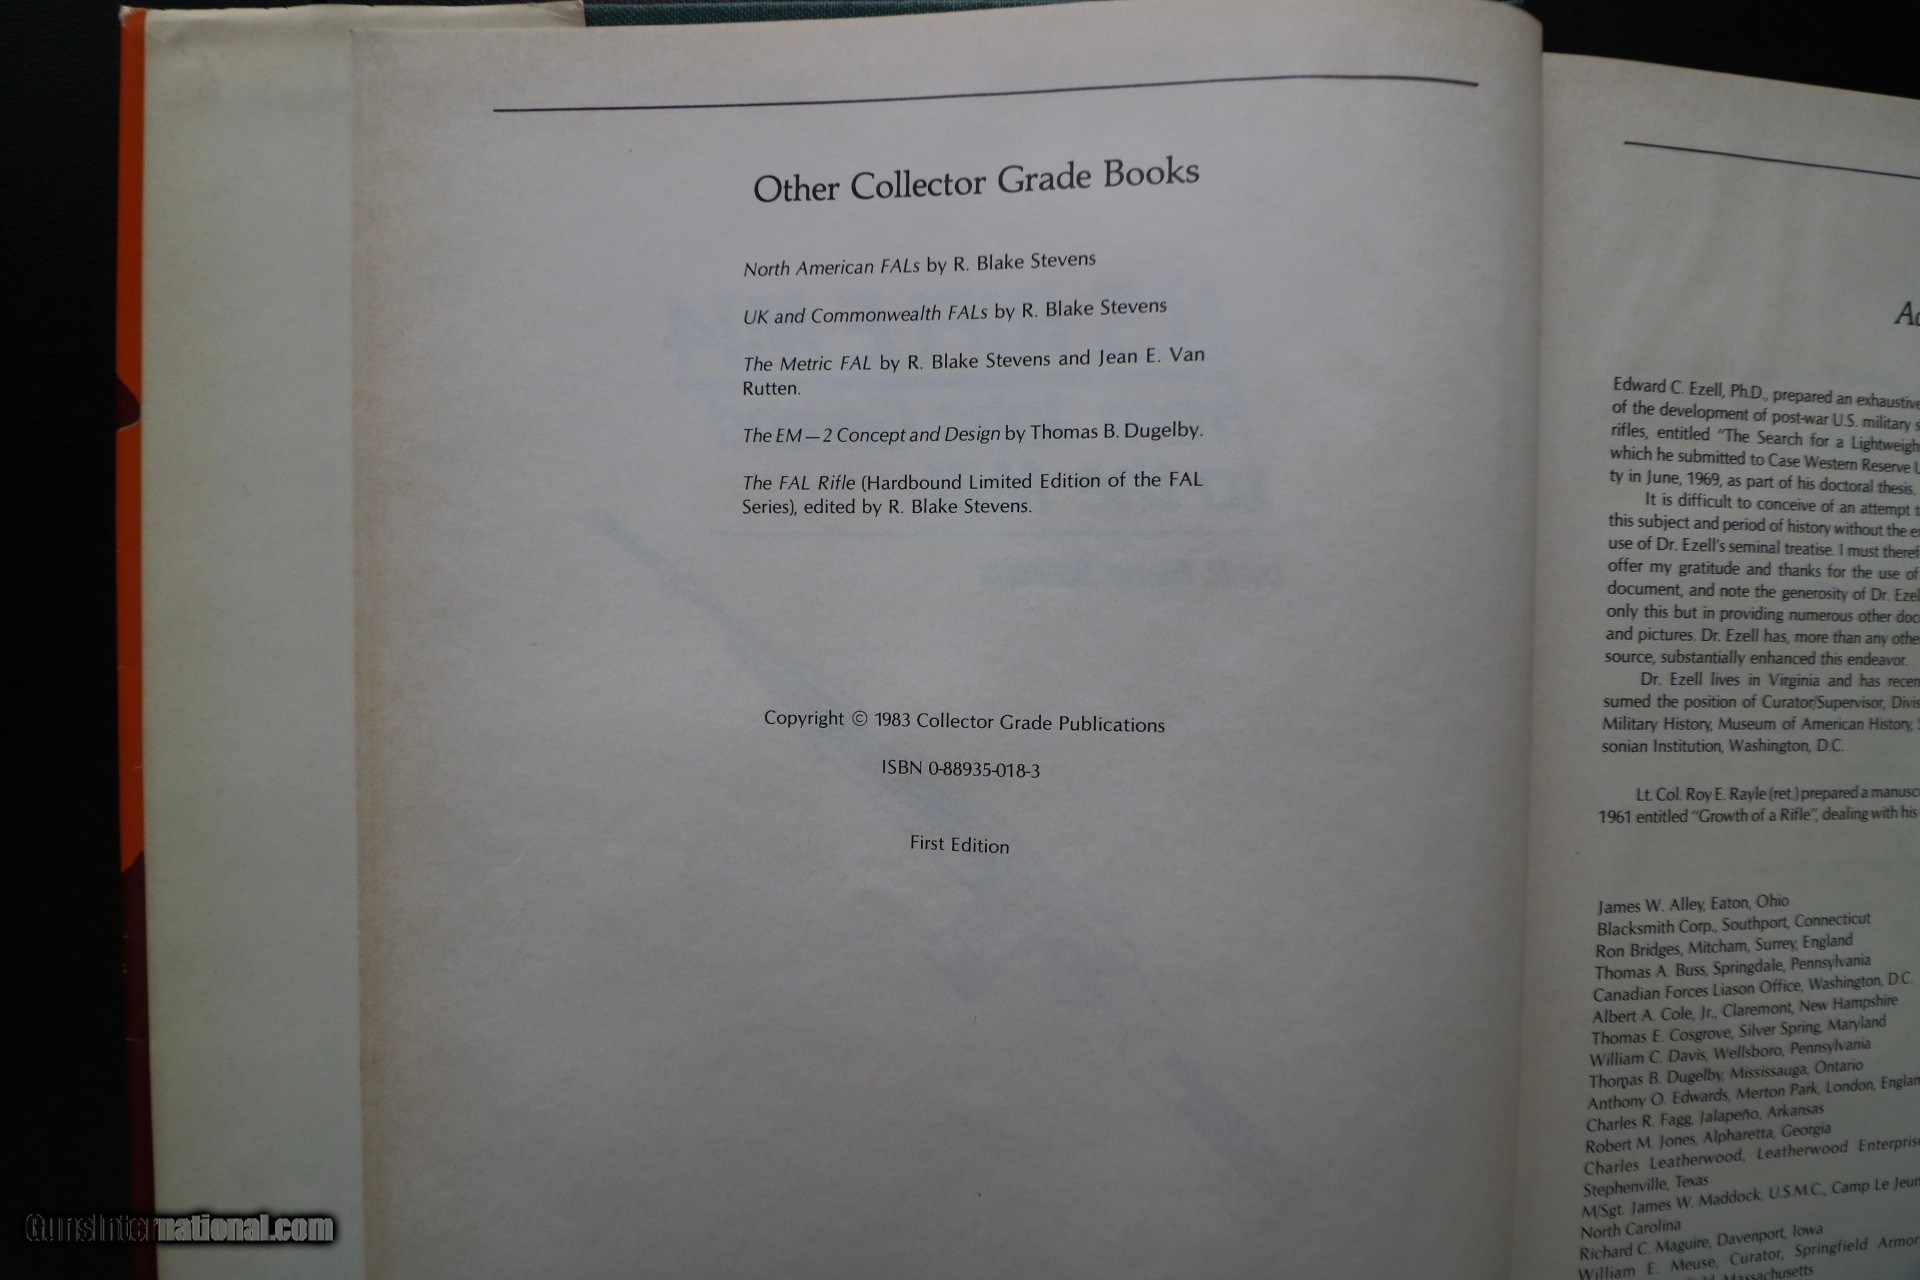 Other Collector Grade Books
North American FALs by R. Blake Stevens
UK and Commonwealth FALs by R. Blake Stevens
The Metric FAL by R. Blake Stevens and Jean E. Van
Rutten.
The EM—2 Concept and Design by Thomas B. Dugelby.
The FAL Rifle (Hardbound Limited Edition of the FAL
Series), edited by R. Blake Stevens.
Copyright © 1983 Collector Grade Publications
ISBN 0-88935-018-3
First Edition
Edward C. Ezell, Ph.D., prepared an exhaustive
of the development of post-war U.S. military
rifles, entitled "The Search for a Lightweigh
which he submitted to Case Western Reserve U
ty in June, 1969, as part of his doctoral thesis.
It is difficult to conceive of an attempt t
this subject and period of history without the e
use of Dr. Ezell's seminal treatise. I must theref
offer my gratitude and thanks for the use of
document, and note the generosity of Dr. Ezel
only this but in providing numerous other doc
and pictures. Dr. Ezell has, more than any othe
source, substantially enhanced this endeavor.
Dr. Ezell lives in Virginia and has recen
sumed the position of Curator/Supervisor, Divis
Military History, Museum of American History,
sonian Institution, Washington, D.C.
Lt. Col. Roy E. Rayle (ret.) prepared a manusc
1961 entitled "Growth of a Rifle", dealing with his
James W. Alley, Eaton, Ohio
Blacksmith Corp., Southport, Connecticut
Ron Bridges, Mitcham, Surrey, England
Thomas A. Buss, Springdale, Pennsylvania
Canadian Forces Liason Office, Washington, D.C.
Albert A. Cole, Jr., Claremont, New Hampshire
Thomas E. Cosgrove, Silver Spring, Maryland
William C. Davis, Wellsboro, Pennsylvania
Thomas B. Dugelby, Mississauga, Ontario
Anthony O. Edwards, Merton Park, London, Englan
Charles R. Fagg, Jalapeño, Arkansas
Robert M. Jones, Alpharetta, Georgia
Charles Leatherwood, Leatherwood Enterprise
Stephenville, Texas
M/Sgt. James W. Maddock, U.S.M.C., Camp Le Jeun
North Carolina
Richard C. Maguire, Davenport, Iowa
William E. Meuse, Curator, Springfield Armor
Massachusetts
GunsInternational.com